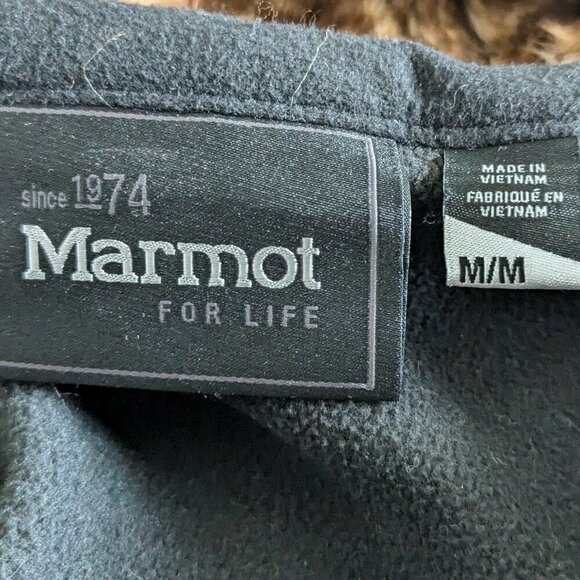 since 1974
Marmot
FOR LIFE
MADE IN
VIETNAM
FABRIQUÉ EN
VIETNAM
M/M